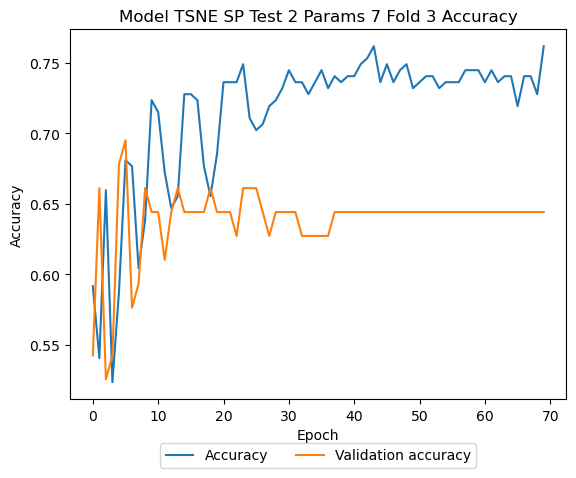 Model TSNE SP Test 2 Params 7 Fold 3 Accuracy
0.75
0.70
0.65
0.60
0.55
Accuracy
0 10 20 30 40 50 60 70
Epoch
Accuracy Validation accuracy